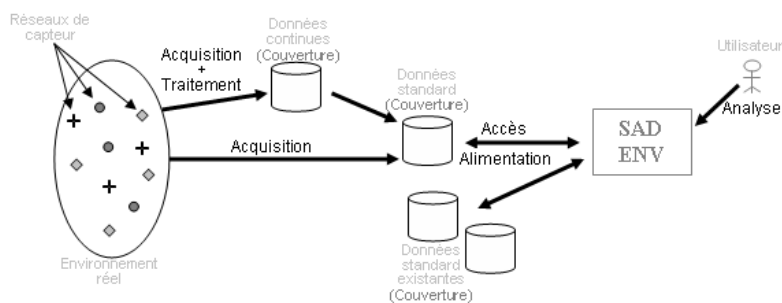 Réseaux de
capteur
Acquisition
+
Traitement
Données
continues
(Couverture)
Données
standard
(Couverture)
Utilisateur
Analyse
Accès
Alimentation
SAD
ENV
Acquisition
Environnement
réel
Données
standard
existantes
(Couverture)